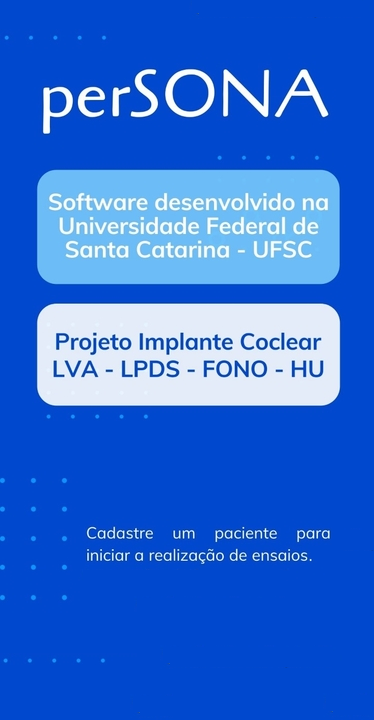 perSONA
Software desenvolvido na
Universidade Federal de
Santa Catarina - UFSC
Projeto Implante Coclear
LVA - LPDS - FONO - HU
Cadastre um paciente para
iniciar a realização de ensaios.